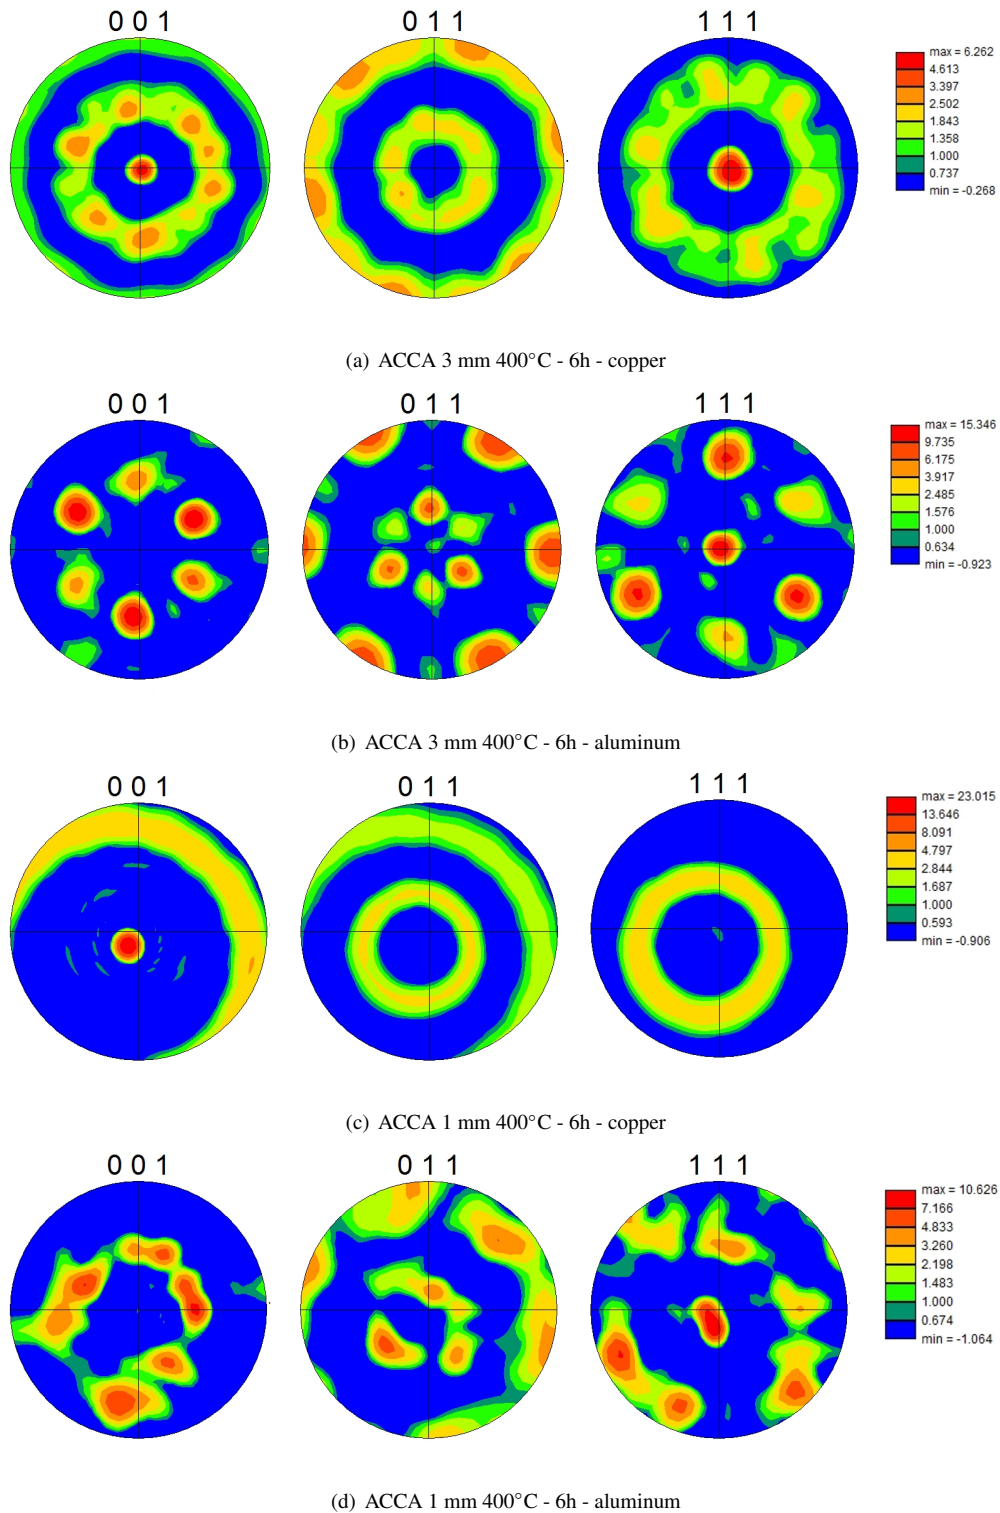 0 0 1 0 1 1 1 1 1
max = 6.262
4.613
3.397
2.502
1.843
1.358
1.000
0.737
min = -0.268
(a) ACCA 3 mm 400°C - 6h - copper
0 0 1 0 1 1 1 1 1
max = 15.346
9.735
6.175
3.917
2.485
1.576
1.000
0.634
min = -0.923
(b) ACCA 3 mm 400°C - 6h - aluminum
0 0 1 0 1 1 1 1 1
max = 23.015
13.646
8.091
4.797
2.844
1.687
1.000
0.593
min = -0.906
(c) ACCA 1 mm 400°C - 6h - copper
0 0 1 0 1 1 1 1 1
max = 10.626
7.166
4.833
3.260
2.198
1.483
1.000
0.674
min = -1.064
(d) ACCA 1 mm 400°C - 6h - aluminum